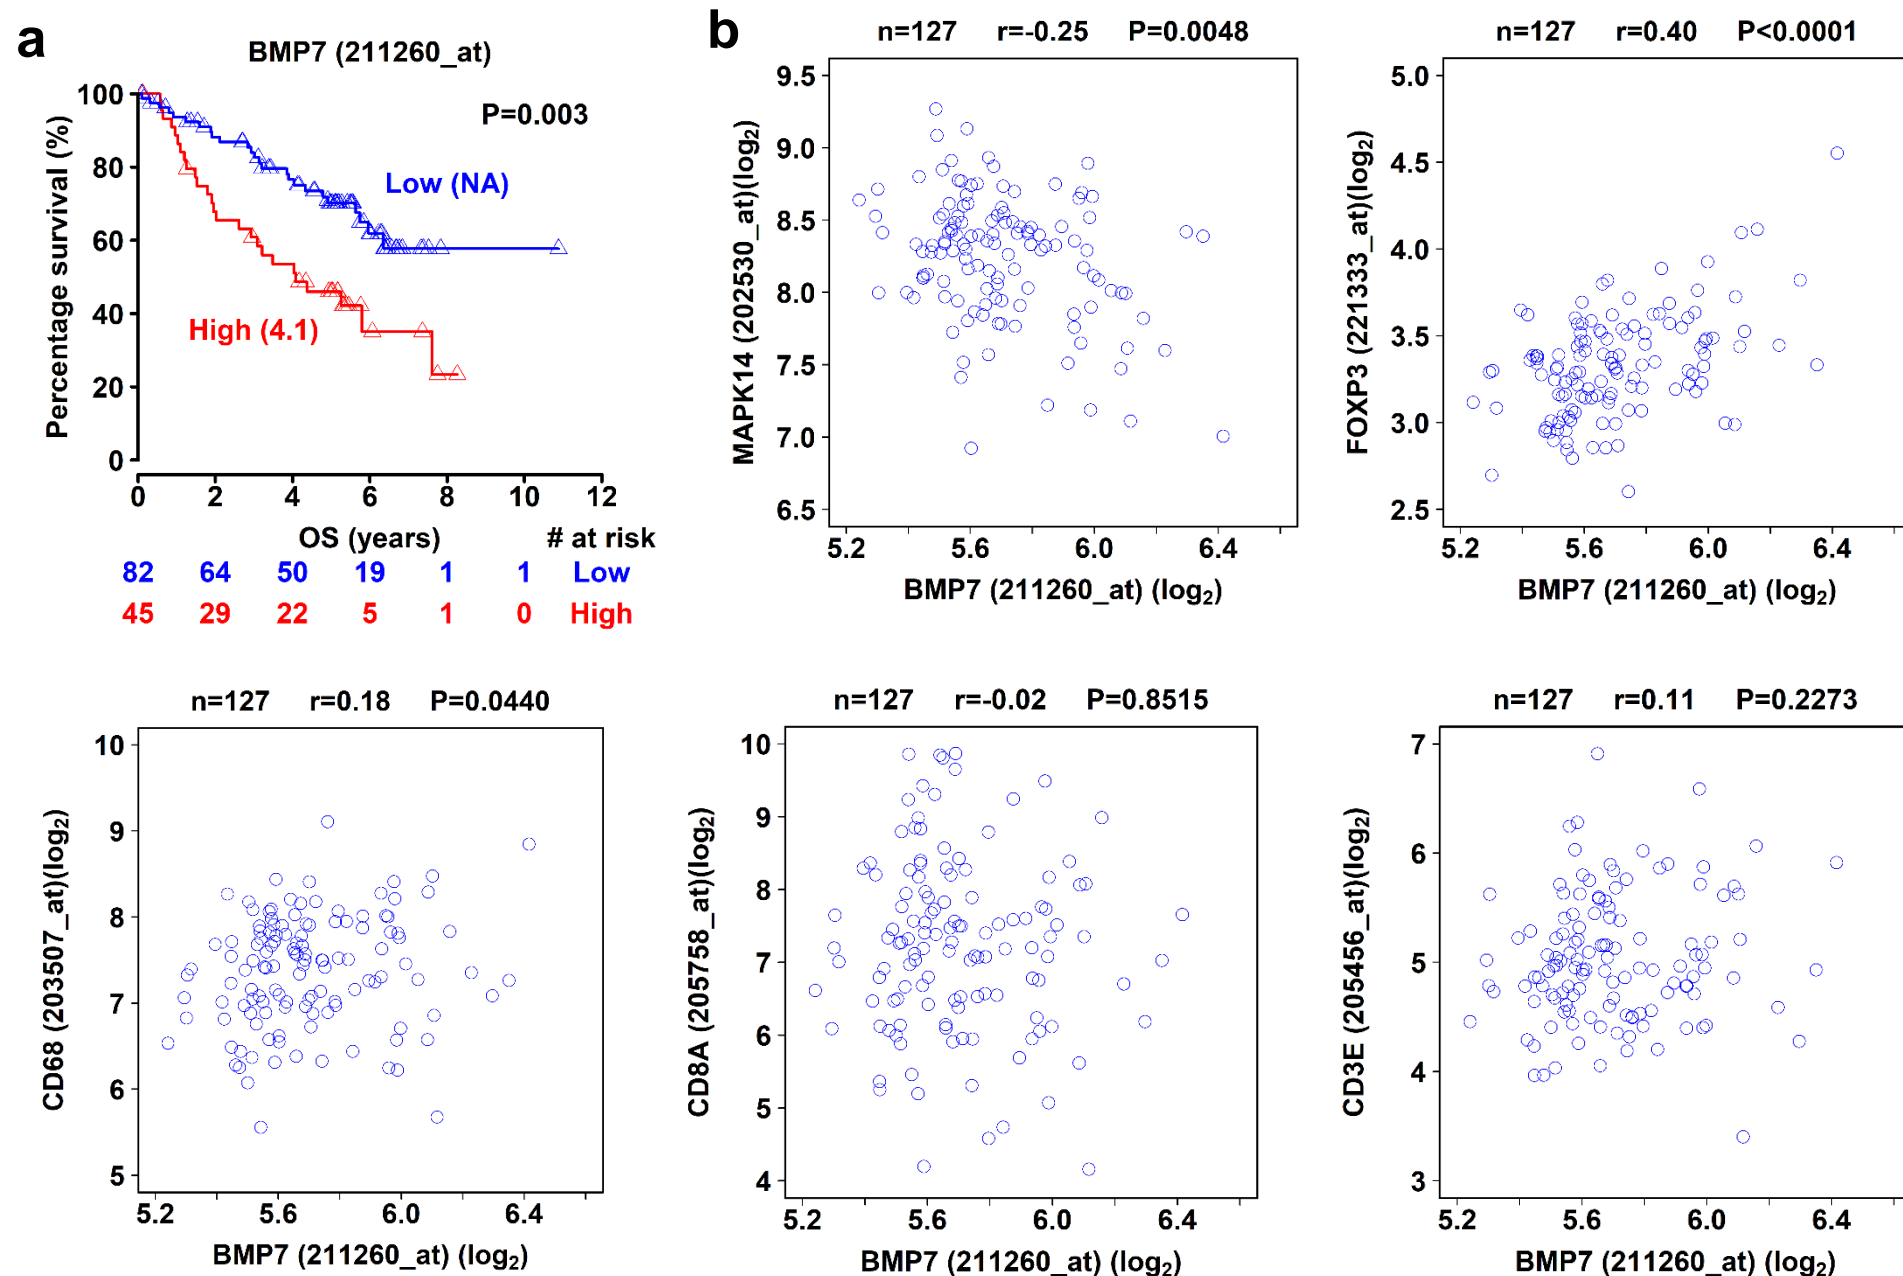 a
BMP7 (211260_at)
P=0.003
Percentage survival (%)
100
80
60
40
20
0
Low (NA)
High (4.1)
0 2 4 6 8 10 12
OS (years) # at risk
82 64 50 19 1 1 Low
45 29 22 5 1 0 High
b
n=127 r=-0.25 P=0.0048
MAPK14 (202530_at)(log2)
9.5
9.0
8.5
8.0
7.5
7.0
6.5
5.2 5.6 6.0 6.4
BMP7 (211260_at) (log2)
n=127 r=0.40 P<0.0001
FOXP3 (221333_at)(log2)
5.0
4.5
4.0
3.5
3.0
2.5
5.2 5.6 6.0 6.4
BMP7 (211260_at) (log2)
n=127 r=0.18 P=0.0440
CD68 (203507_at)(log2)
10
9
8
7
6
5
5.2 5.6 6.0 6.4
BMP7 (211260_at) (log2)
n=127 r=-0.02 P=0.8515
CD8A (205758_at)(log2)
10
9
8
7
6
5
4
5.2 5.6 6.0 6.4
BMP7 (211260_at) (log2)
n=127 r=0.11 P=0.2273
CD3E (205456_at)(log2)
7
6
5
4
3
5.2 5.6 6.0 6.4
BMP7 (211260_at) (log2)